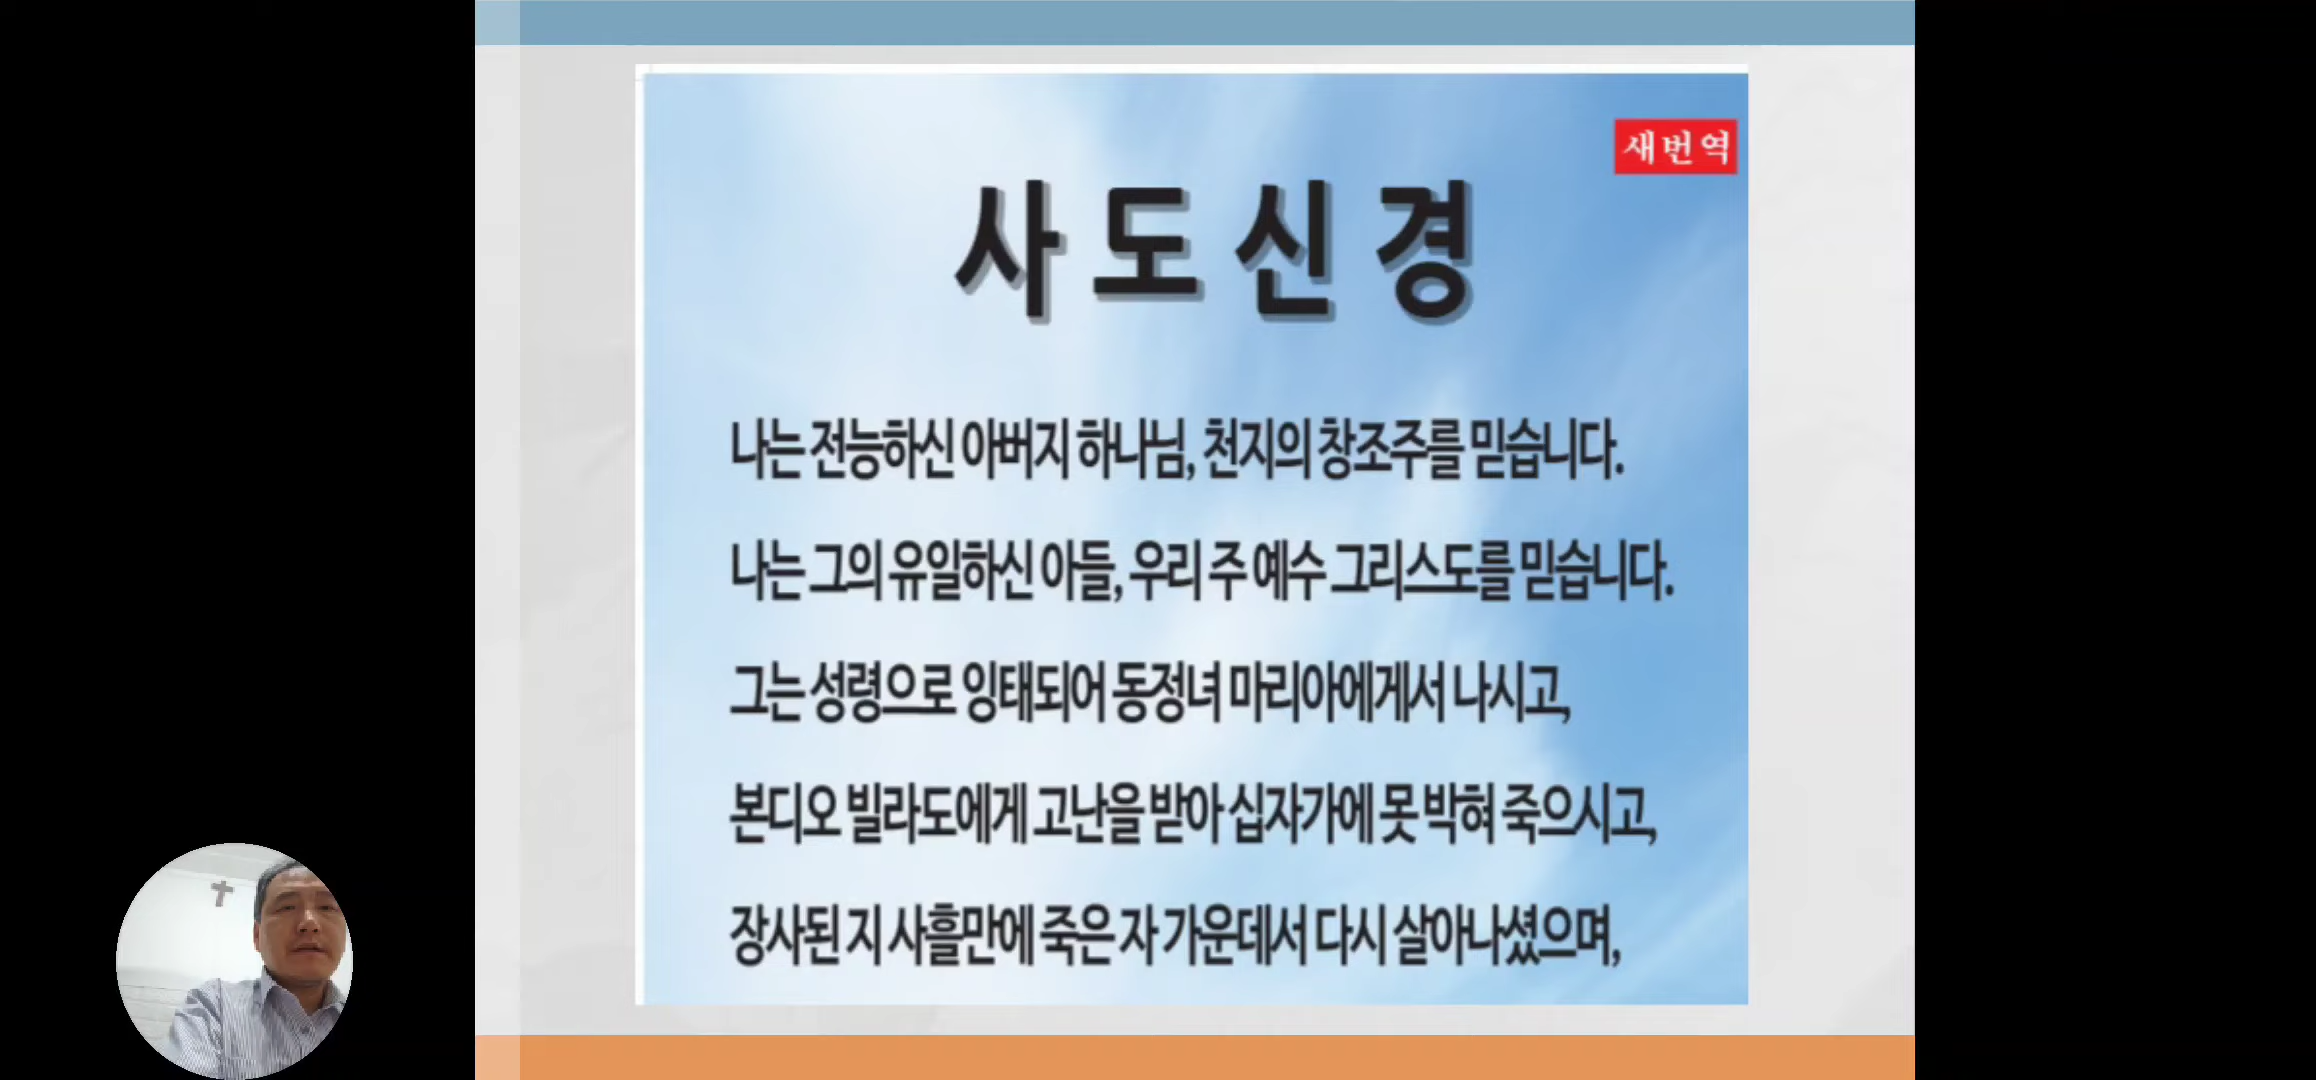 새번역
사도신경
나는 전능하신 아버지 하나님, 천지의 창조주를 믿습니다.
나는 그의 유일하신 아들, 우리 주 예수 그리스도를 믿습니다.
그는 성령으로 잉태되어 동정녀 마리아에게서 나시고,
본디오 빌라도에게 고난을 받아 십자가에 못 박혀 죽으시고,
장사된 지 사흘만에 죽은 자 가운데서 다시 살아나셨으며,